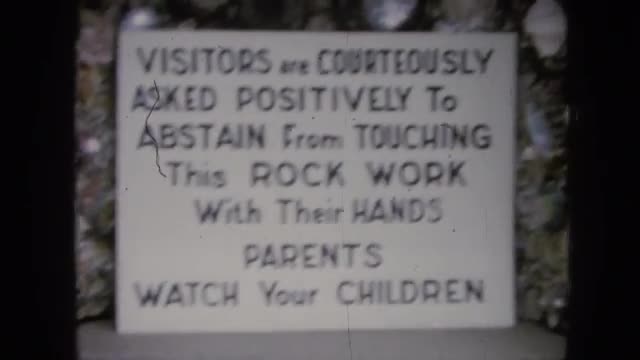 VISITORS are COURTEOUSLY
ASKED POSITIVELY To
ABSTAIN From TOUCHING
This ROCK WORK
With Their HANDS
PARENTS
WATCH Your CHILDREN